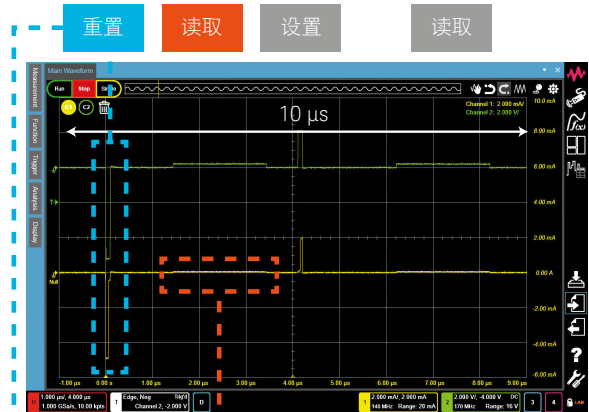 重置 读取 设置 读取
Main Waveform
Run Stop
C1 C2
Channel 1: 2.000 mA/
Channel 2: 2.000 V/
10 μs
Measurement
Function
Trigger
Analysis
Display
10.0 mA
8.00 mA
6.00 mA
4.00 mA
2.00 mA
0.00 A
-2.00 mA
-4.00 mA
-6.00 mA
T
Null
f(x)
-1.00 μs 0.00 s 1.00 μs 2.00 μs 3.00 μs 4.00 μs 5.00 μs 6.00 μs 7.00 μs 8.00 μs 9.00 μs
H 1.000 μs/, 4.000 μs
1.000 GSa/s, 10.00 kpts
T Edge, Neg Trig'd
Channel 2, -2.000 V
D
1 2.000 mA/, 2.000 mA
140 MHz Range: 20 mA
2 2.000 V/, -4.000 V DC
170 MHz Range: 16 V
3 4
LAN